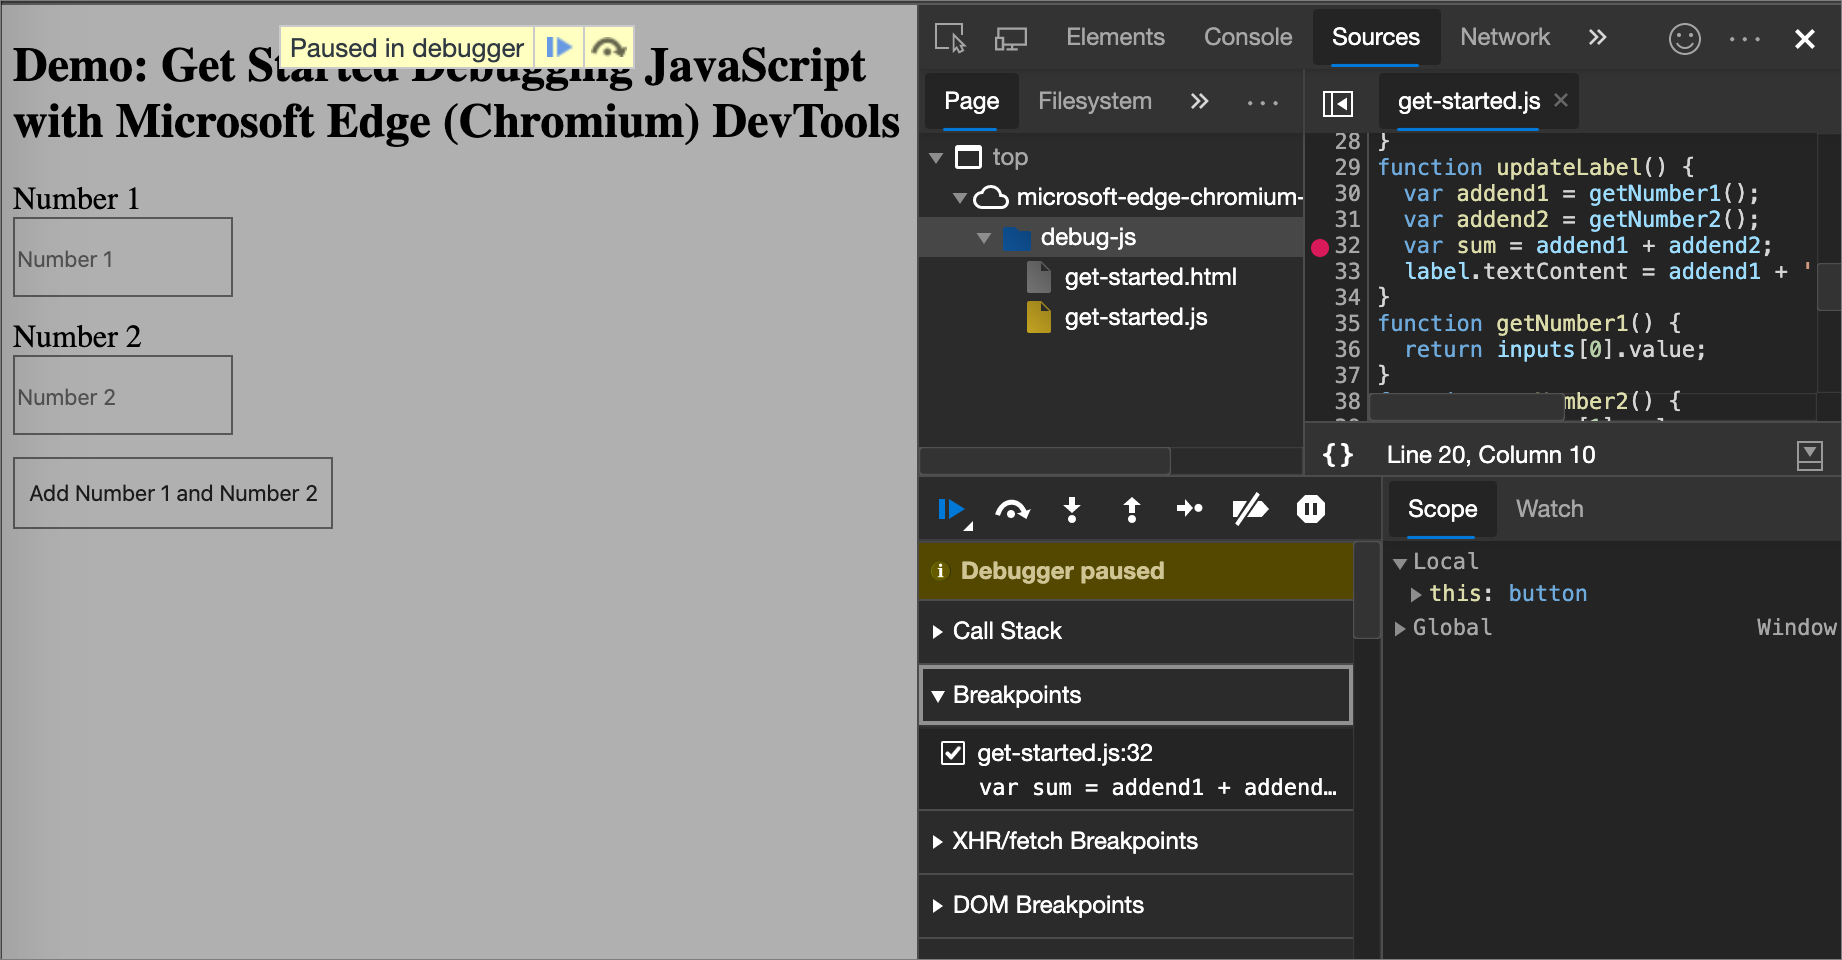 Paused in debugger
Demo: Get Started Debugging JavaScript
with Microsoft Edge (Chromium) DevTools
Number 1
Number 1
Number 2
Number 2
Add Number 1 and Number 2
Elements Console Sources Network
Page Filesystem
top
microsoft-edge-chromium-
debug-js
get-started.html
get-started.js
get-started.js
28 }
29 function updateLabel() {
30 var addend1 = getNumber1();
31 var addend2 = getNumber2();
32 var sum = addend1 + addend2;
33 label.textContent = addend1 + '
34 }
35 function getNumber1() {
36 return inputs[0].value;
37 }
38 mber2() {
{} Line 20, Column 10
Debugger paused
Call Stack
Breakpoints
get-started.js:32
var sum = addend1 + addend…
XHR/fetch Breakpoints
DOM Breakpoints
Scope Watch
Local
this: button
Global Window